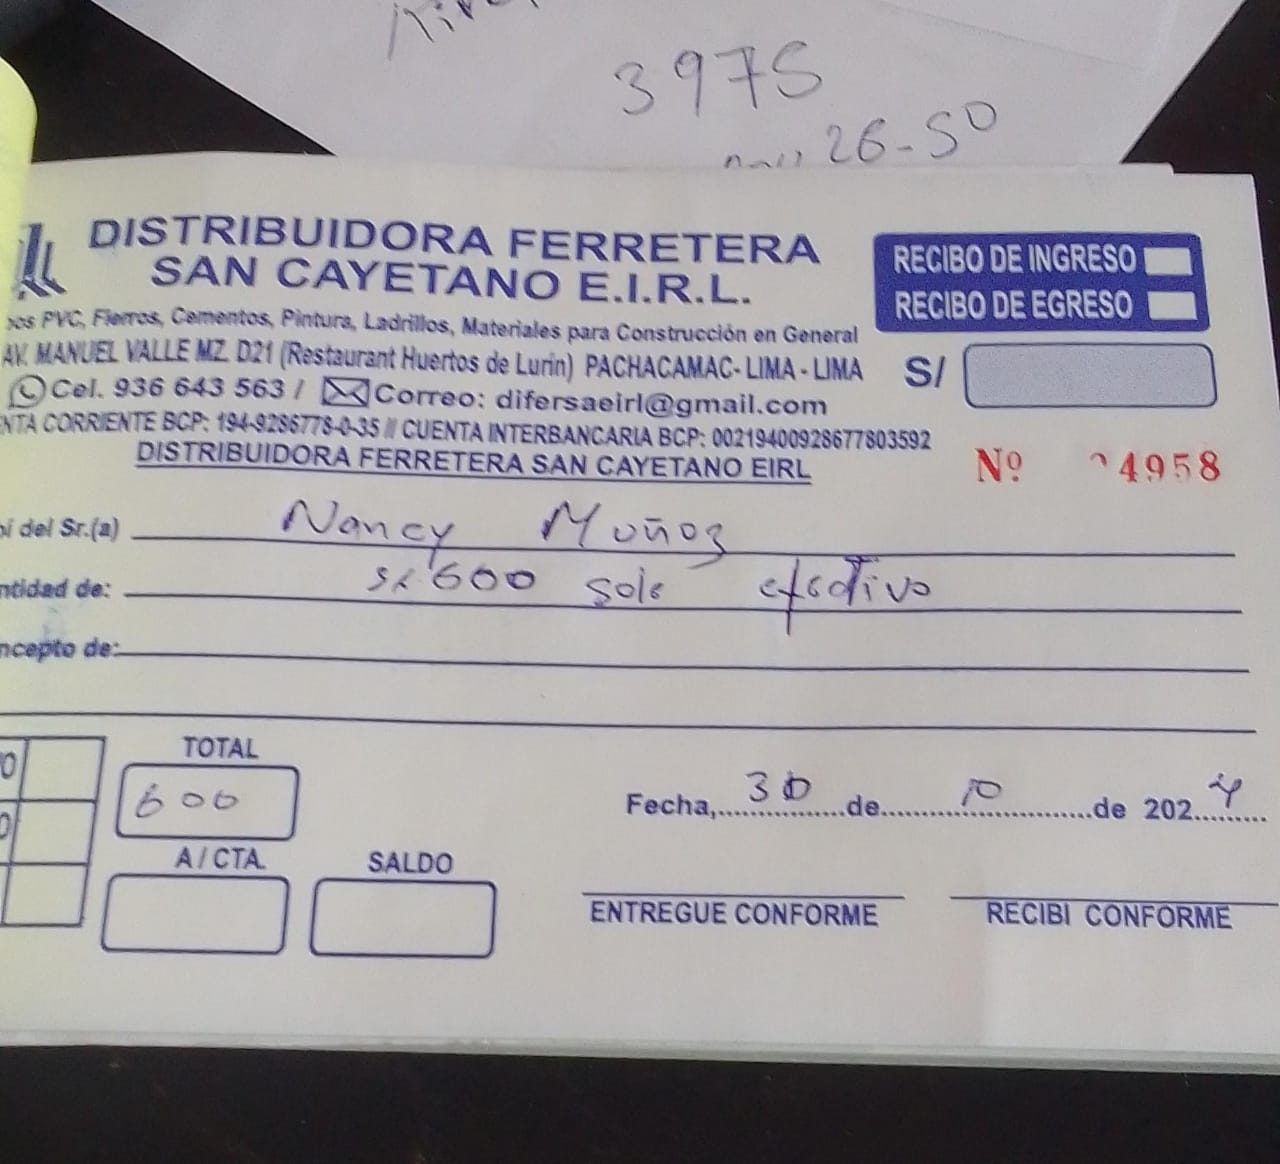 3975
26-50
DISTRIBUIDORA FERRETERA
SAN CAYETANO E.I.R.L.
PVC, Fierros, Cementos, Pintura, Ladrillos, Materiales para Construcción en General
AV. MANUEL VALLE MZ. D21 (Restaurant Huertos de Lurin) PACHACAMAC- LIMA - LIMA
Cel. 936 643 563 / Correo: difersaeirl@gmail.com
CORRIENTE BCP: 194-9286778-0-35 // CUENTA INTERBANCARIA BCP: 00219400928677803592
DISTRIBUIDORA FERRETERA SAN CAYETANO EIRL
RECIBO DE INGRESO
RECIBO DE EGRESO
S/
Nº 4958
del Sr.(a) Nancy Muñoz
de: S/ 600 sole efectivo
de:
TOTAL
600
A / CTA.
SALDO
Fecha, 30 de 10 de 2024
ENTREGUE CONFORME
RECIBI CONFORME